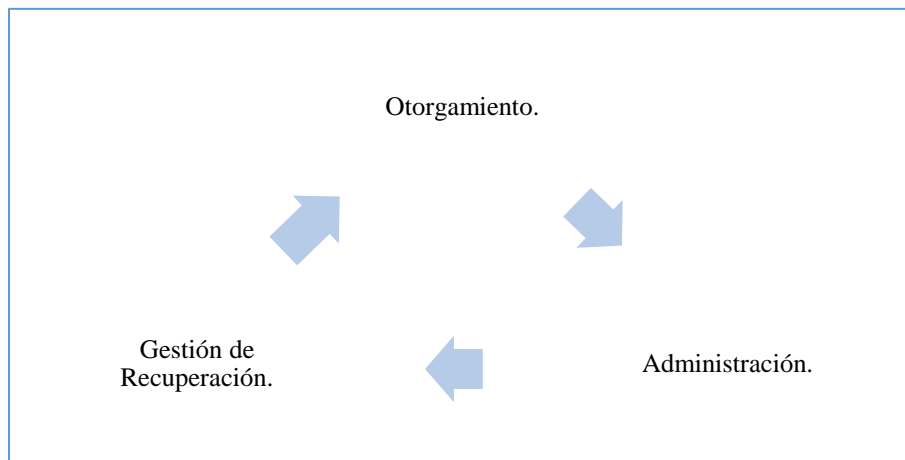 Otorgamiento.
Gestión de
Recuperación.
Administración.